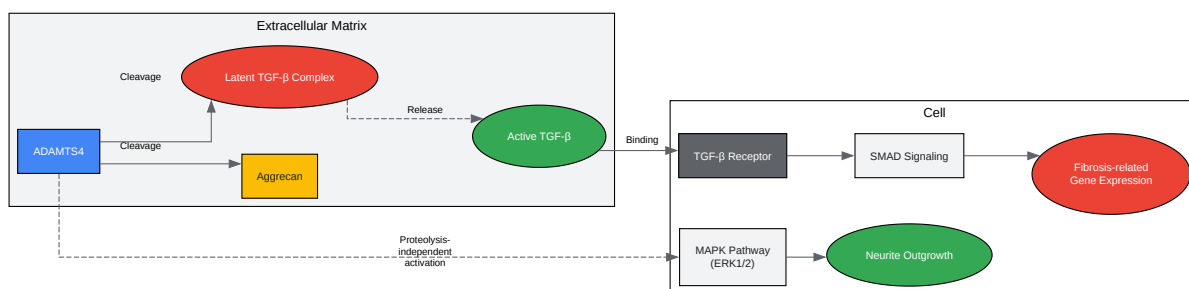 Extracellular Matrix
Cleavage
Latent TGF-β Complex
Release
Active TGF-β
ADAMTS4
Cleavage
Aggrecan
Binding
Cell
TGF-β Receptor
SMAD Signaling
Fibrosis-related
Gene Expression
Proteolysis-
independent
activation
MAPK Pathway
(ERK1/2)
Neurite Outgrowth